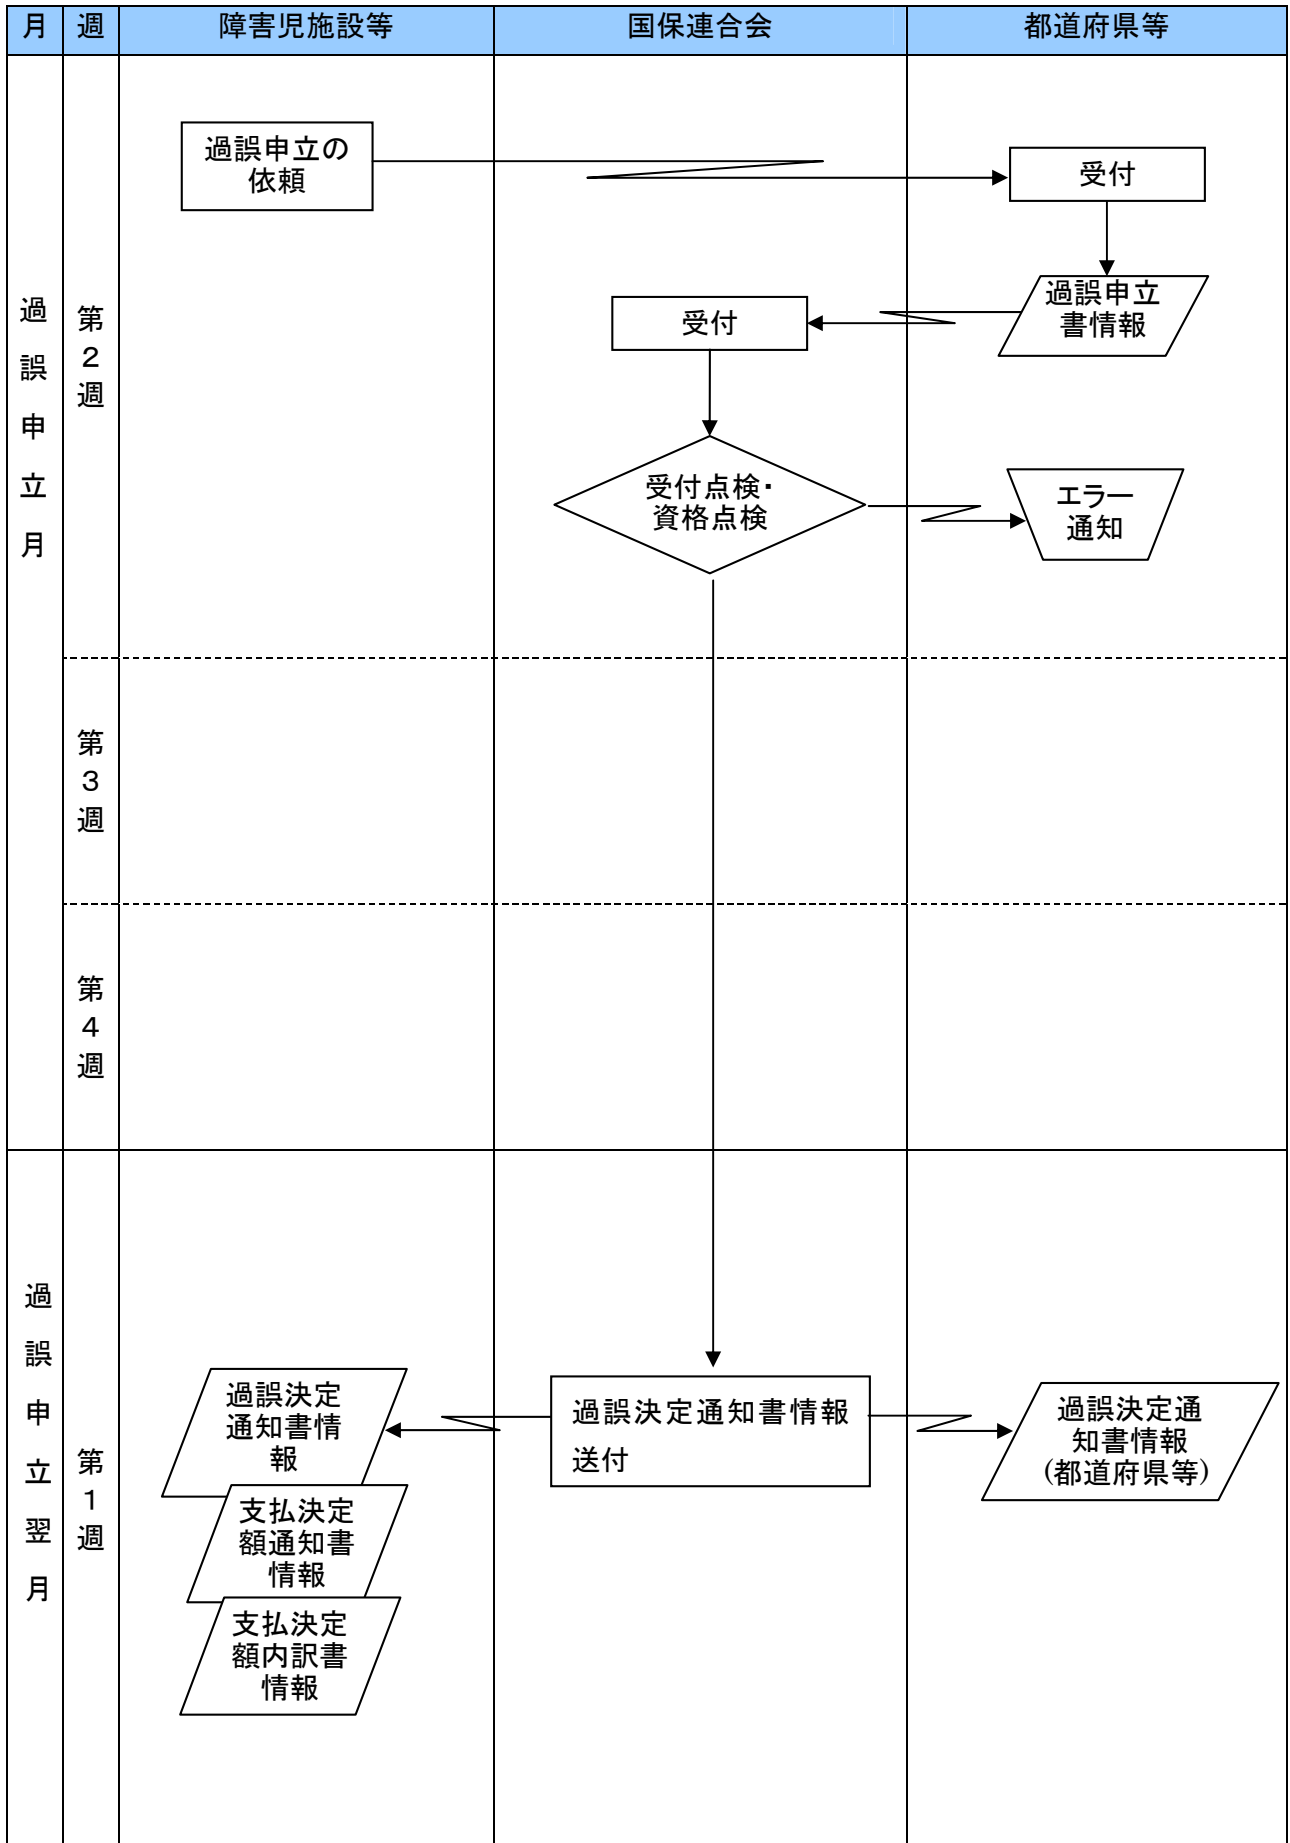 月 週 障害児施設等 国保連合会 都道府県等
過誤申立月
第2週
過誤申立の
依頼
受付
過誤申立
書情報
受付
受付点検・
資格点検
エラー
通知
第3週
第4週
過誤申立翌月
第1週
過誤決定
通知書情
報
支払決定
額通知書
情報
支払決定
額内訳書
情報
過誤決定通知書情報
送付
過誤決定通
知書情報
(都道府県等)